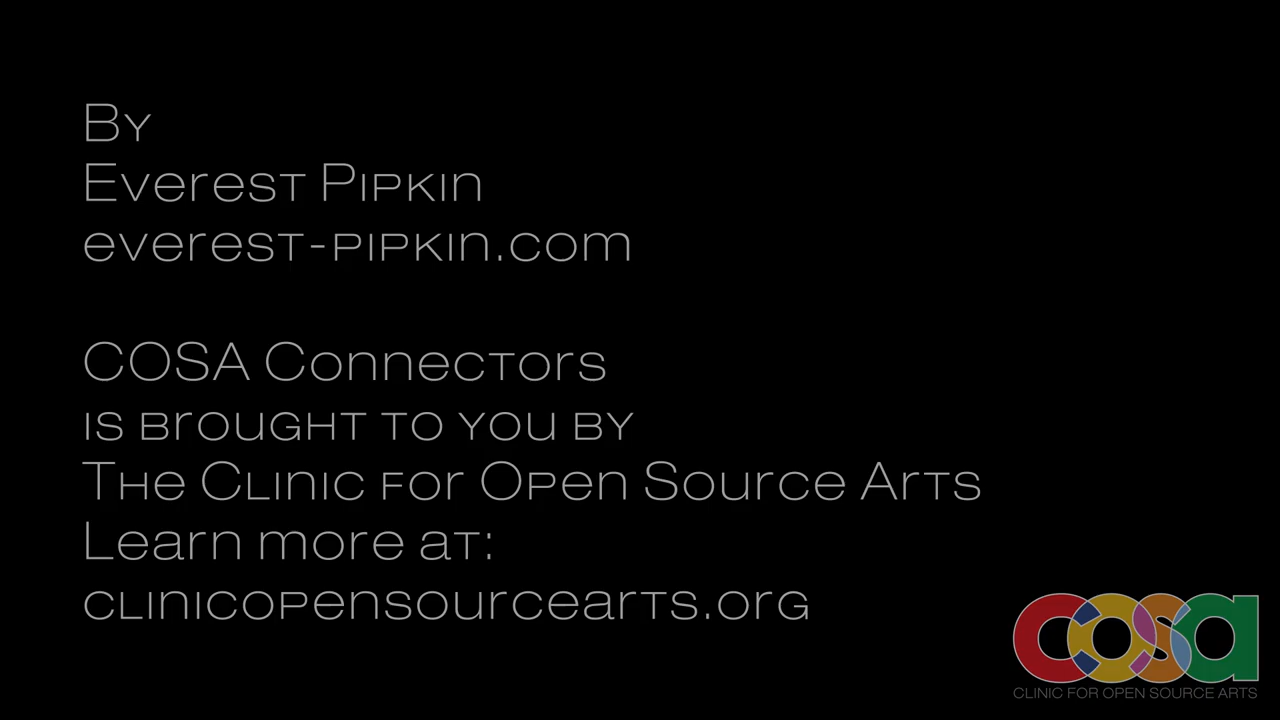 By
Everest Pipkin
everest-pipkin.com
COSA Connectors
is brought to you by
The Clinic for Open Source Arts
Learn more at:
clinicopensourcearts.org
cosa
CLINIC FOR OPEN SOURCE ARTS